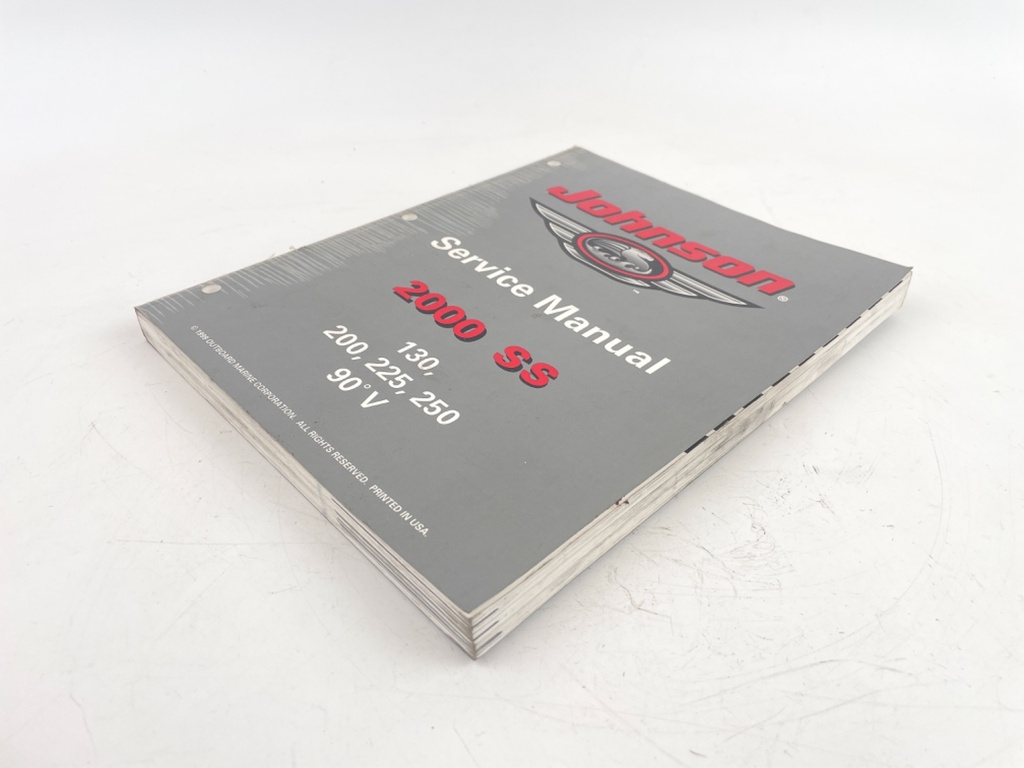 Johnson®
Service Manual
2000 SS
130,
200, 225, 250
90° V
© 1999 OUTBOARD MARINE CORPORATION. ALL RIGHTS RESERVED. PRINTED IN USA.